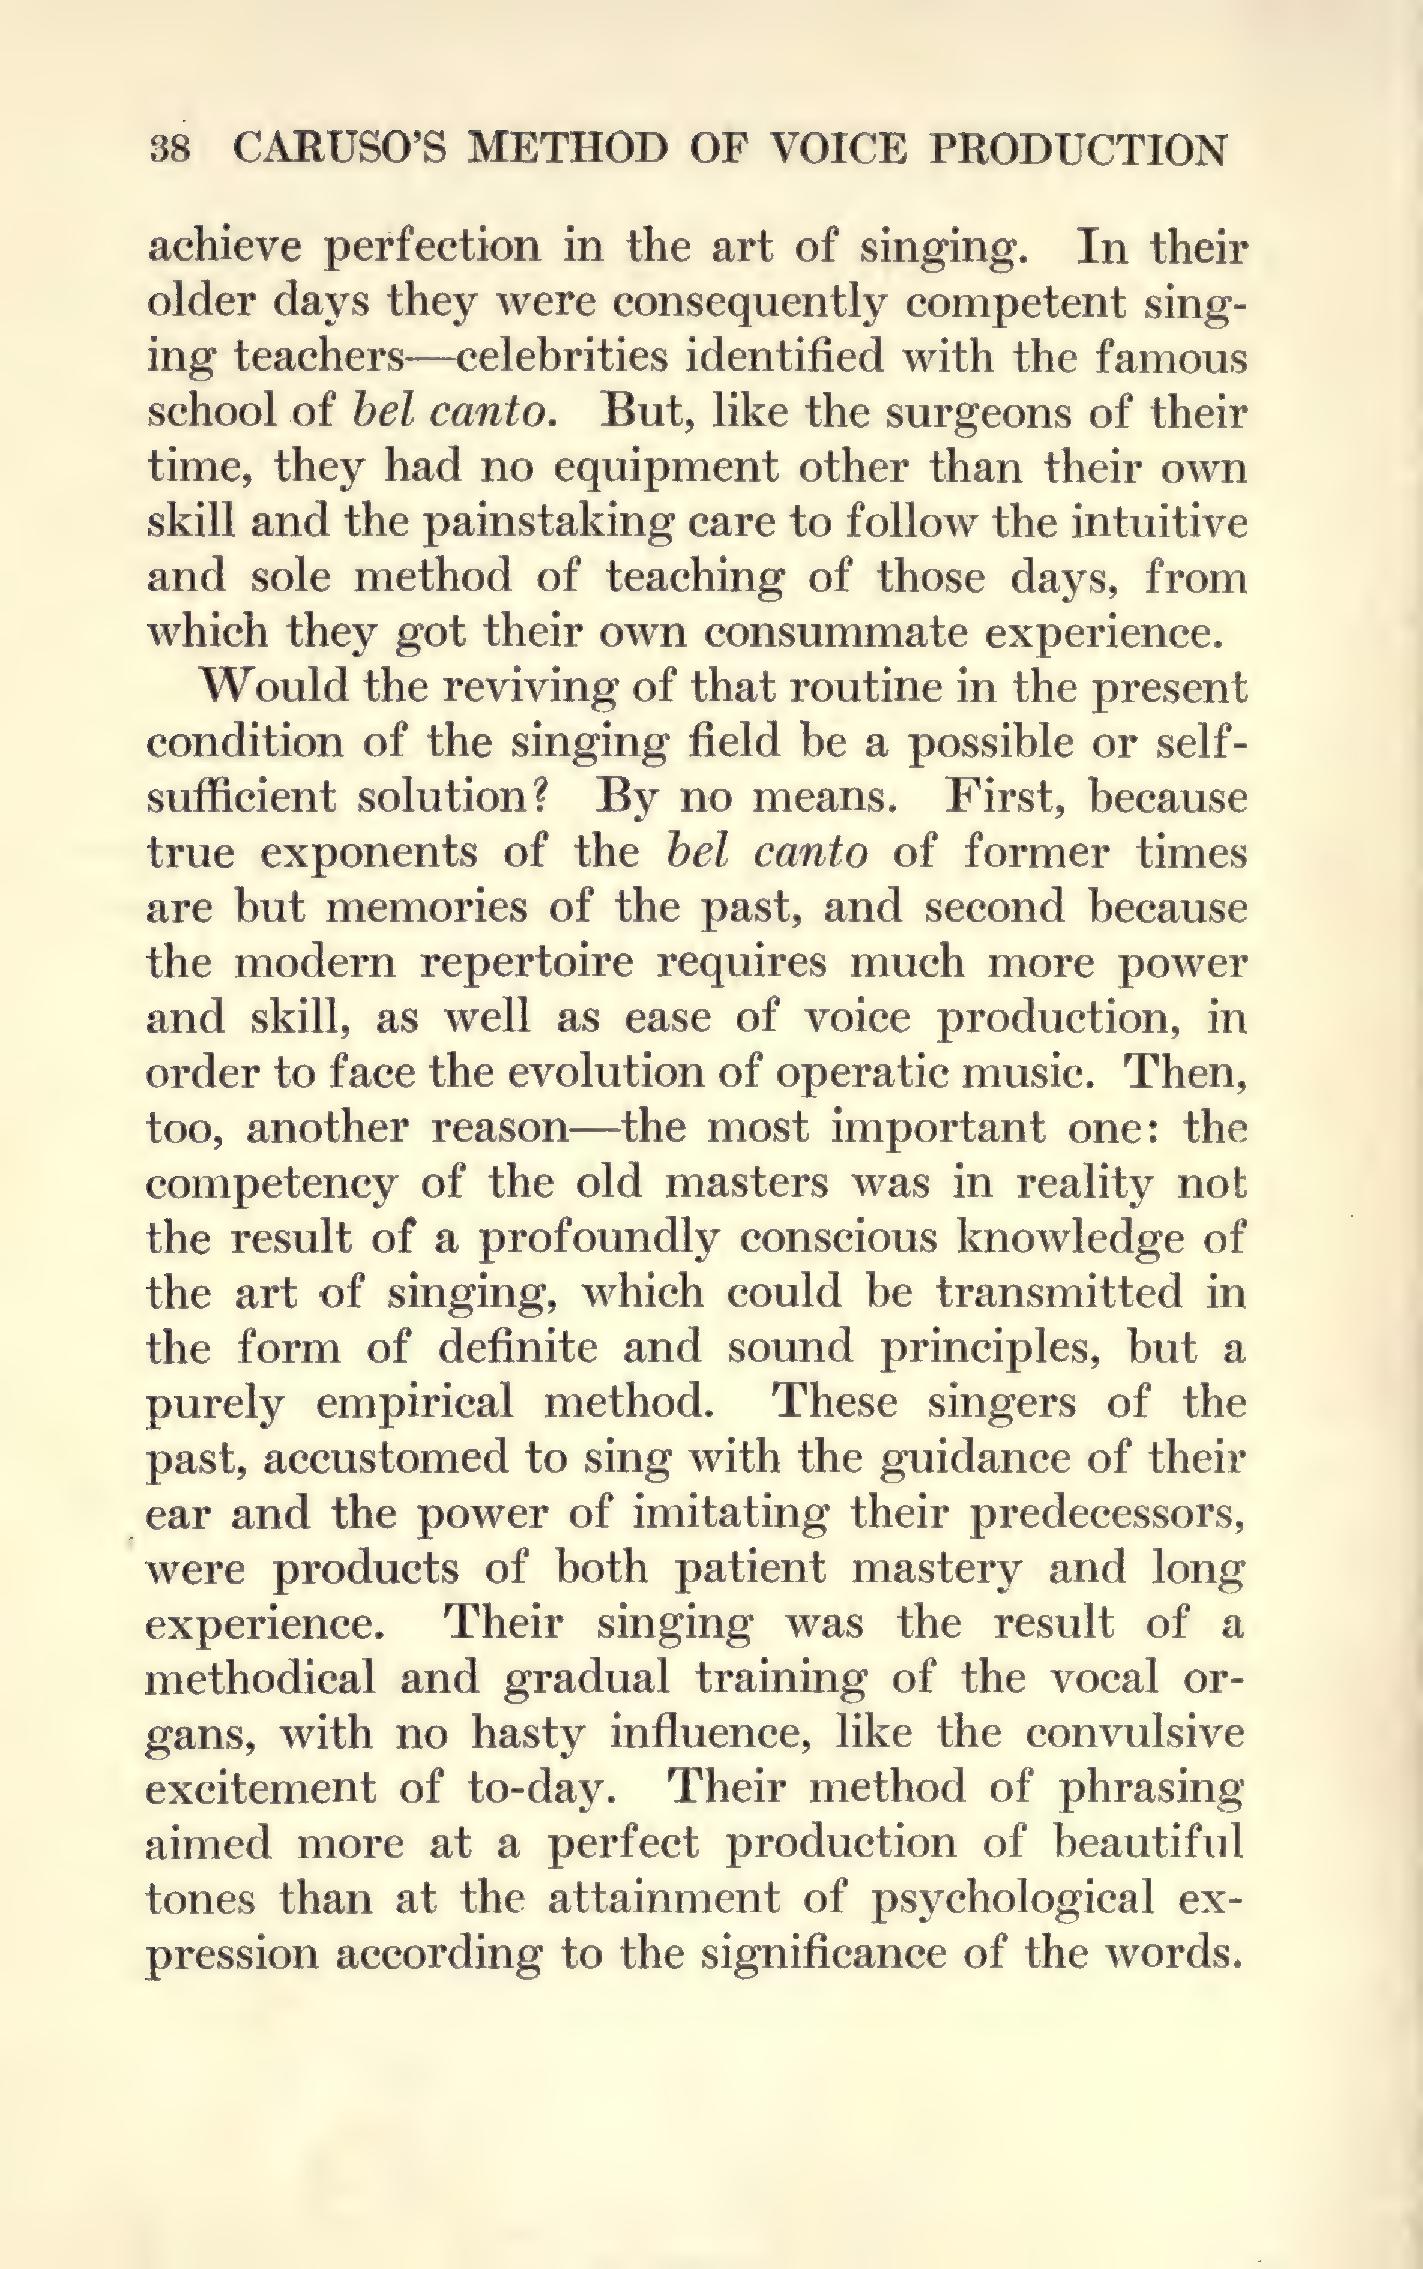 38 CARUSO'S METHOD OF VOICE PRODUCTION
achieve perfection in the art of singing. In their
older days they were consequently competent sing-
ing teachers—celebrities identified with the famous
school of bel canto. But, like the surgeons of their
time, they had no equipment other than their own
skill and the painstaking care to follow the intuitive
and sole method of teaching of those days, from
which they got their own consummate experience.
Would the reviving of that routine in the present
condition of the singing field be a possible or self-
sufficient solution? By no means. First, because
true exponents of the bel canto of former times
are but memories of the past, and second because
the modern repertoire requires much more power
and skill, as well as ease of voice production, in
order to face the evolution of operatic music. Then,
too, another reason—the most important one: the
competency of the old masters was in reality not
the result of a profoundly conscious knowledge of
the art of singing, which could be transmitted in
the form of definite and sound principles, but a
purely empirical method. These singers of the
past, accustomed to sing with the guidance of their
ear and the power of imitating their predecessors,
were products of both patient mastery and long
experience. Their singing was the result of a
methodical and gradual training of the vocal or-
gans, with no hasty influence, like the convulsive
excitement of to-day. Their method of phrasing
aimed more at a perfect production of beautiful
tones than at the attainment of psychological ex-
pression according to the significance of the words.